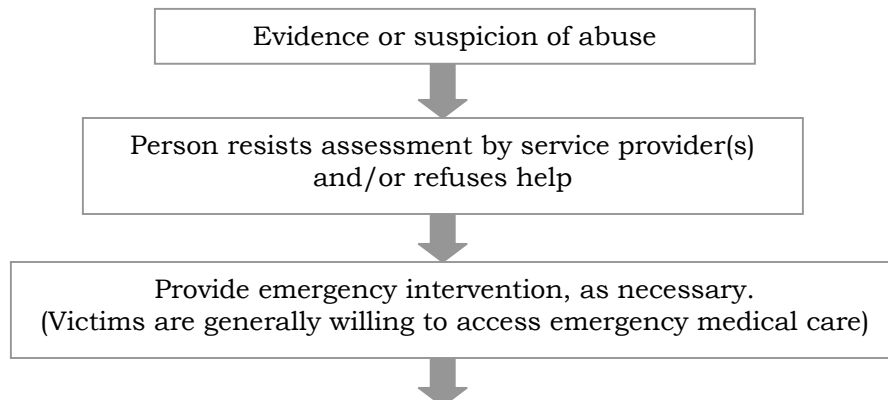 Evidence or suspicion of abuse
Person resists assessment by service provider(s)
and/or refuses help
Provide emergency intervention, as necessary.
(Victims are generally willing to access emergency medical care)